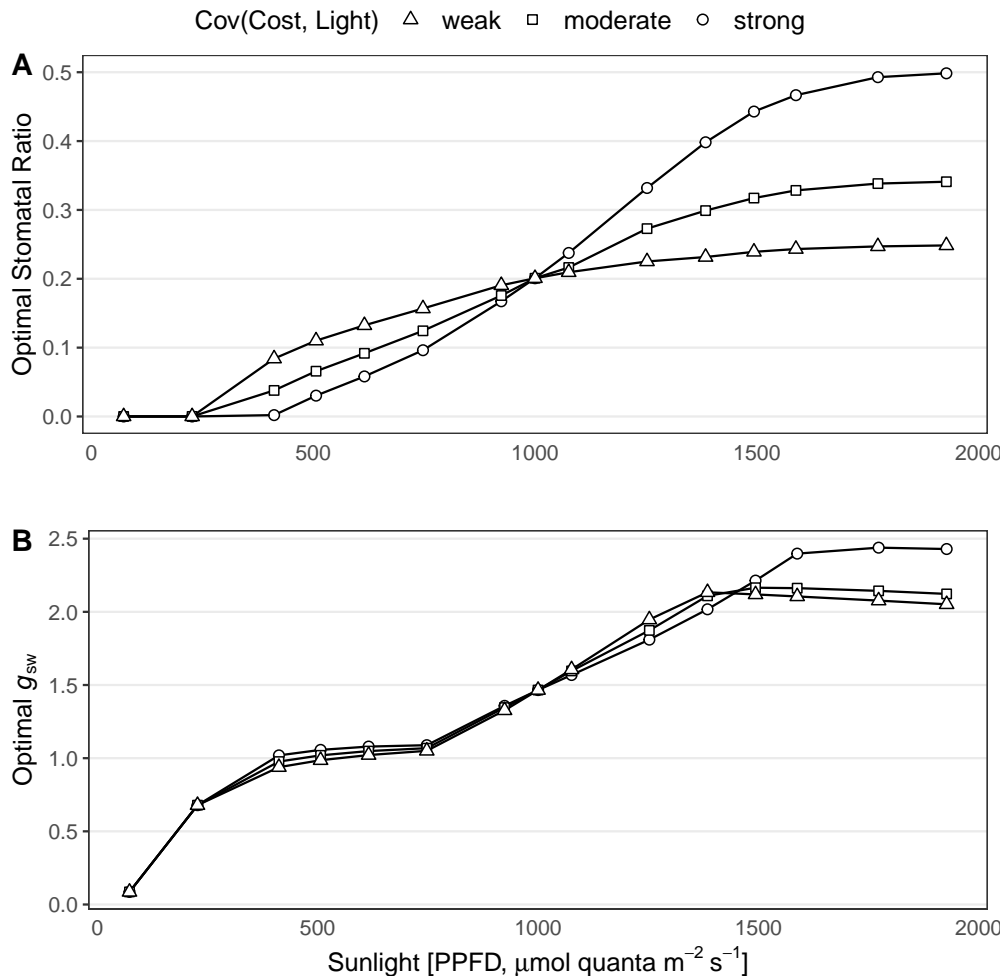 Cov(Cost, Light) weak moderate strong
A
0.5
0.4
0.3
0.2
0.1
0.0
Optimal Stomatal Ratio
0 500 1000 1500 2000
B
2.5
2.0
1.5
1.0
0.5
0.0
Optimal gsw
0 500 1000 1500 2000
Sunlight [PPFD, μmol quanta m−2 s−1]